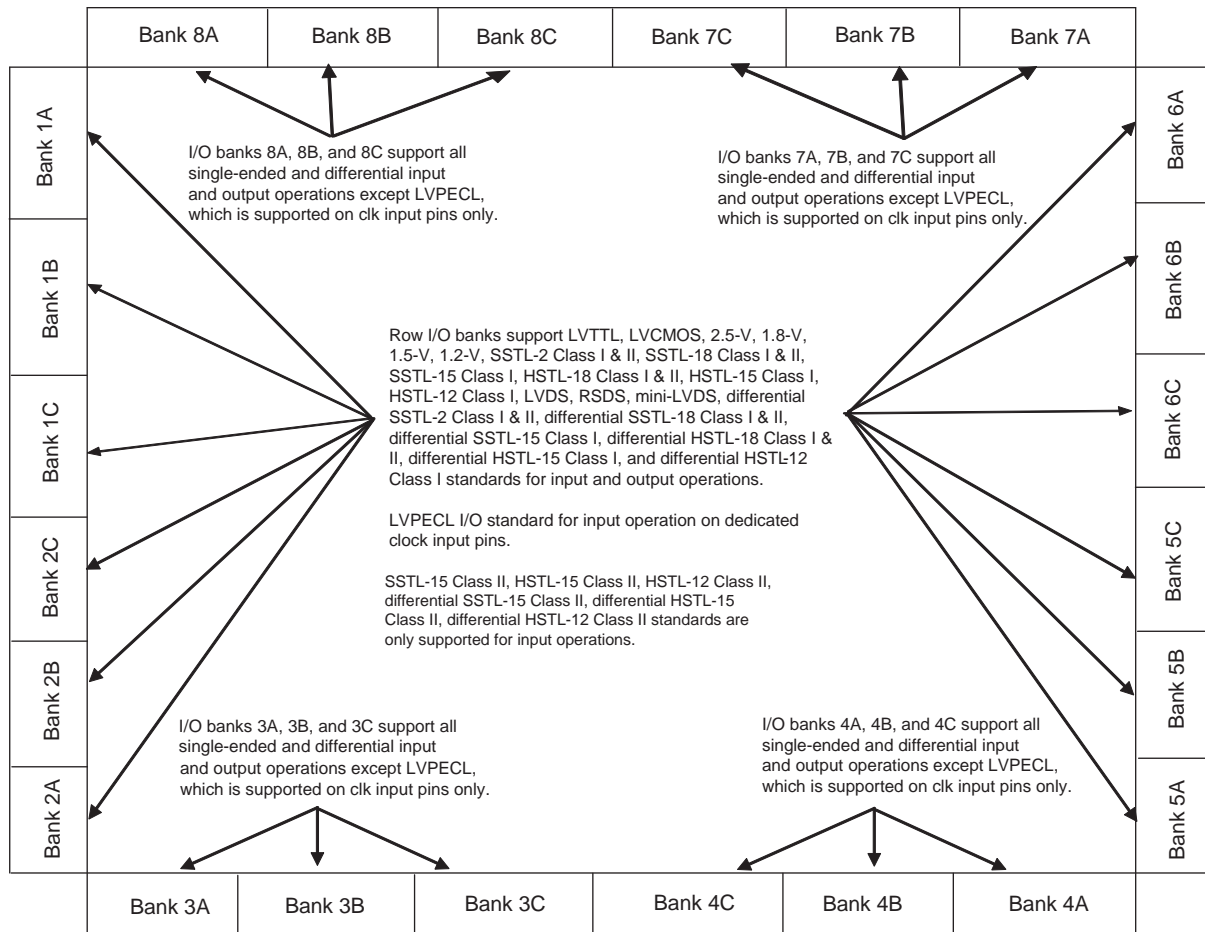 Bank 8A
Bank 8B
Bank 8C
Bank 7C
Bank 7B
Bank 7A
Bank 1A
Bank 1B
Bank 1C
Bank 2C
Bank 2B
Bank 2A
Bank 6A
Bank 6B
Bank 6C
Bank 5C
Bank 5B
Bank 5A
I/O banks 8A, 8B, and 8C support all
single-ended and differential input
and output operations except LVPECL,
which is supported on clk input pins only.
I/O banks 7A, 7B, and 7C support all
single-ended and differential input
and output operations except LVPECL,
which is supported on clk input pins only.
Row I/O banks support LVTTL, LVCMOS, 2.5-V, 1.8-V,
1.5-V, 1.2-V, SSTL-2 Class I & II, SSTL-18 Class I & II,
SSTL-15 Class I, HSTL-18 Class I & II, HSTL-15 Class I,
HSTL-12 Class I, LVDS, RSDS, mini-LVDS, differential
SSTL-2 Class I & II, differential SSTL-18 Class I & II,
differential SSTL-15 Class I, differential HSTL-18 Class I &
II, differential HSTL-15 Class I, and differential HSTL-12
Class I standards for input and output operations.
LVPECL I/O standard for input operation on dedicated
clock input pins.
SSTL-15 Class II, HSTL-15 Class II, HSTL-12 Class II,
differential SSTL-15 Class II, differential HSTL-15
Class II, differential HSTL-12 Class II standards are
only supported for input operations.
I/O banks 3A, 3B, and 3C support all
single-ended and differential input
and output operations except LVPECL,
which is supported on clk input pins only.
I/O banks 4A, 4B, and 4C support all
single-ended and differential input
and output operations except LVPECL,
which is supported on clk input pins only.
Bank 3A
Bank 3B
Bank 3C
Bank 4C
Bank 4B
Bank 4A